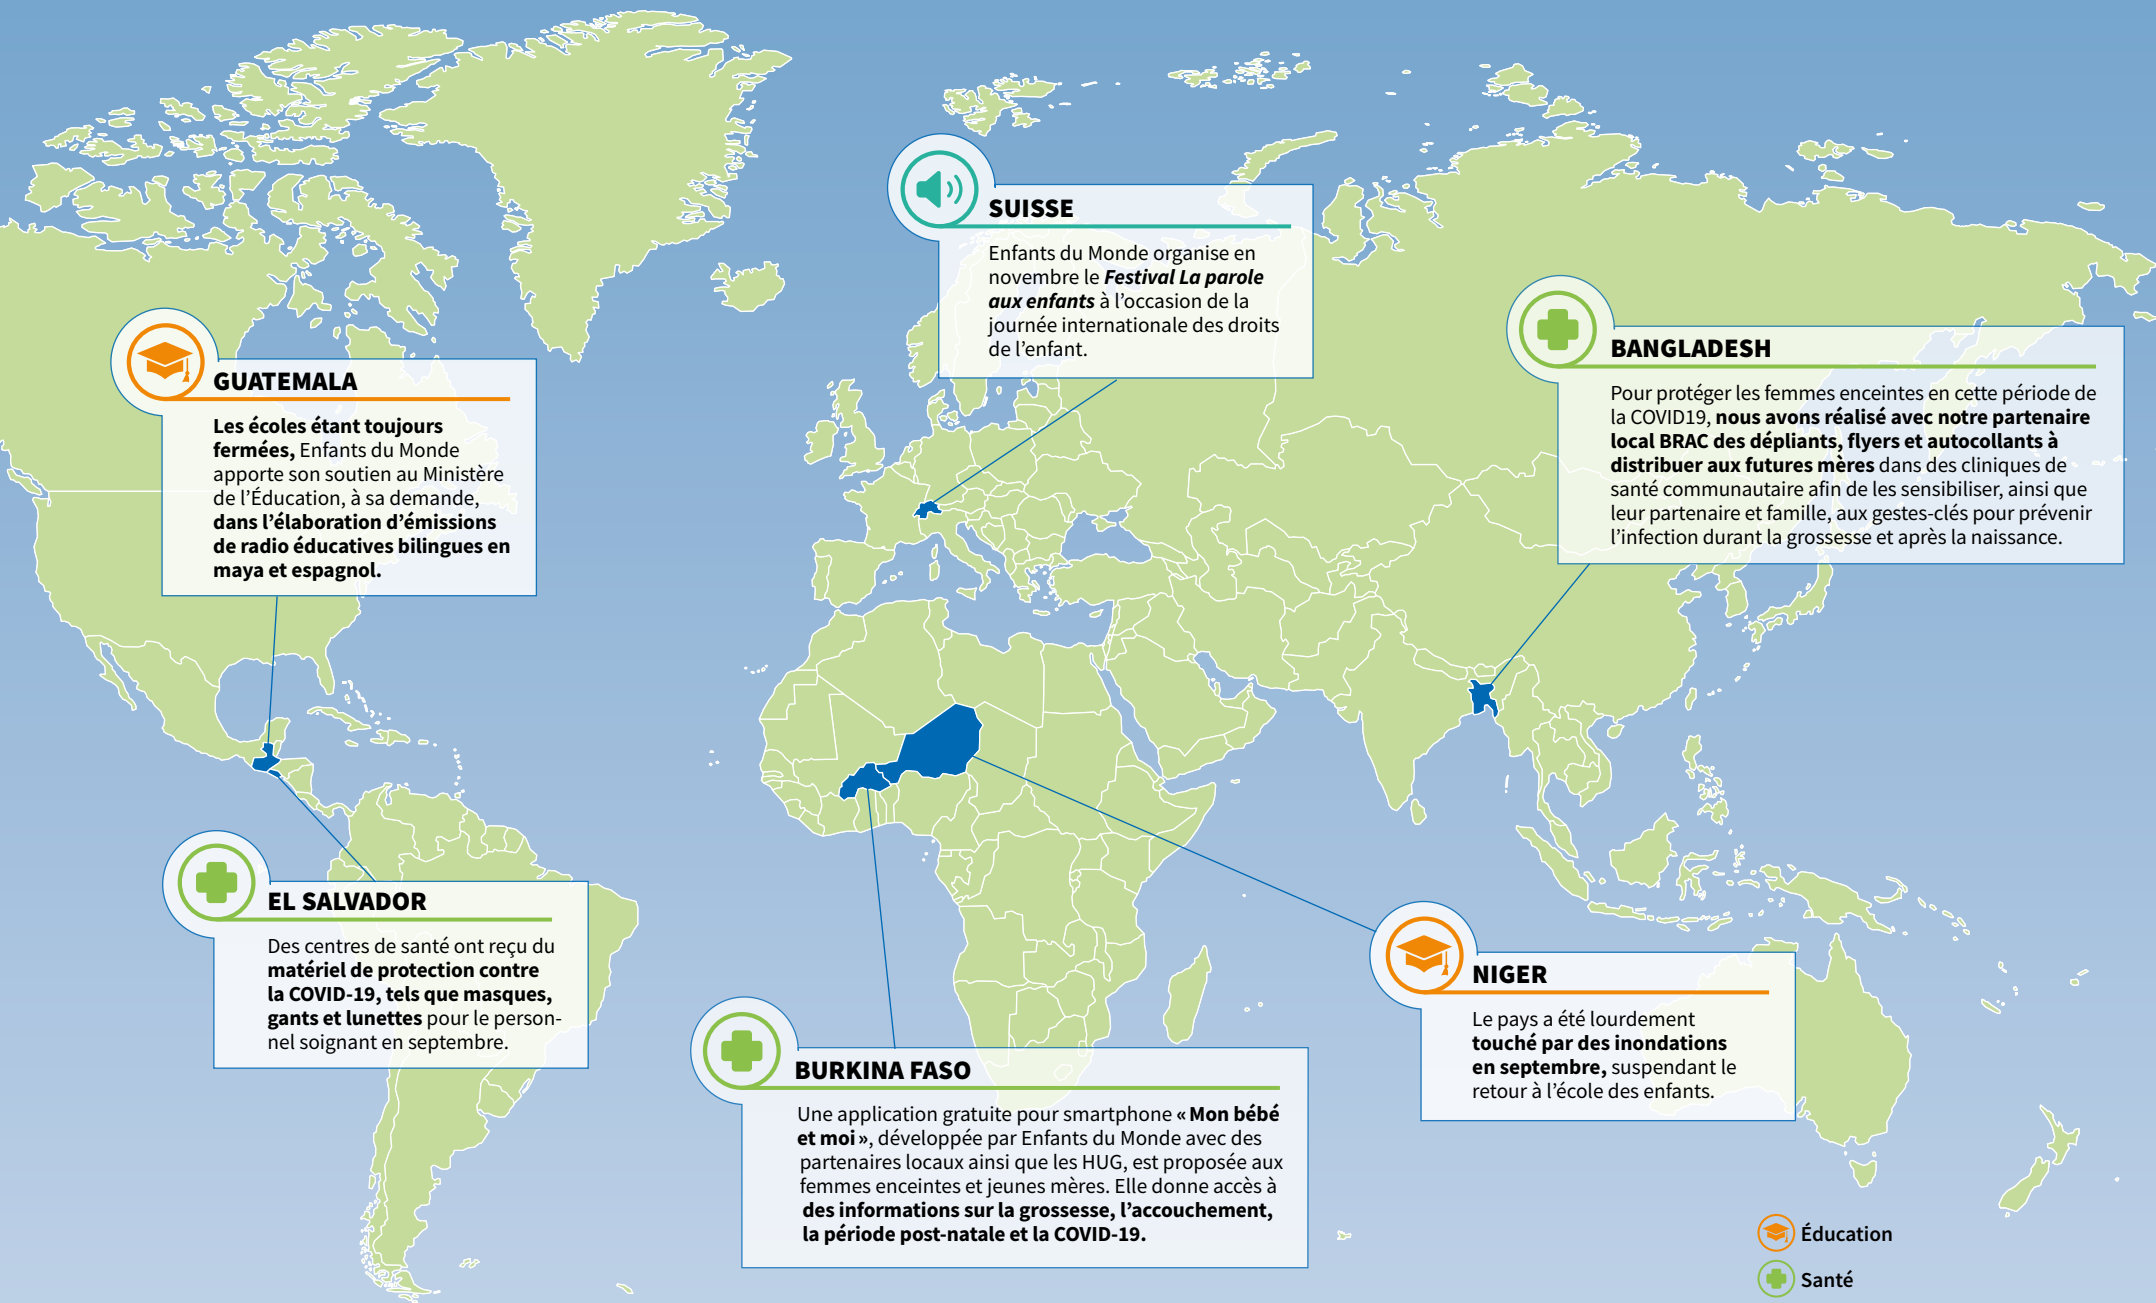 SUISSE
Enfants du Monde organise en
novembre le Festival La parole
aux enfants à l'occasion de la
journée internationale des droits
de l'enfant.
GUATEMALA
Les écoles étant toujours
fermées, Enfants du Monde
apporte son soutien au Ministère
de l'Éducation, à sa demande,
dans l'élaboration d'émissions
de radio éducatives bilingues en
maya et espagnol.
BANGLADESH
Pour protéger les femmes enceintes en cette période de
la COVID19, nous avons réalisé avec notre partenaire
local BRAC des dépliants, flyers et autocollants à
distribuer aux futures mères dans des cliniques de
santé communautaire afin de les sensibiliser, ainsi que
leur partenaire et famille, aux gestes-clés pour prévenir
l'infection durant la grossesse et après la naissance.
EL SALVADOR
Des centres de santé ont reçu du
matériel de protection contre
la COVID-19, tels que masques,
gants et lunettes pour le person-
nel soignant en septembre.
BURKINA FASO
Une application gratuite pour smartphone « Mon bébé
et moi », développée par Enfants du Monde avec des
partenaires locaux ainsi que les HUG, est proposée aux
femmes enceintes et jeunes mères. Elle donne accès à
des informations sur la grossesse, l'accouchement,
la période post-natale et la COVID-19.
NIGER
Le pays a été lourdement
touché par des inondations
en septembre, suspendant le
retour à l'école des enfants.
Éducation
Santé